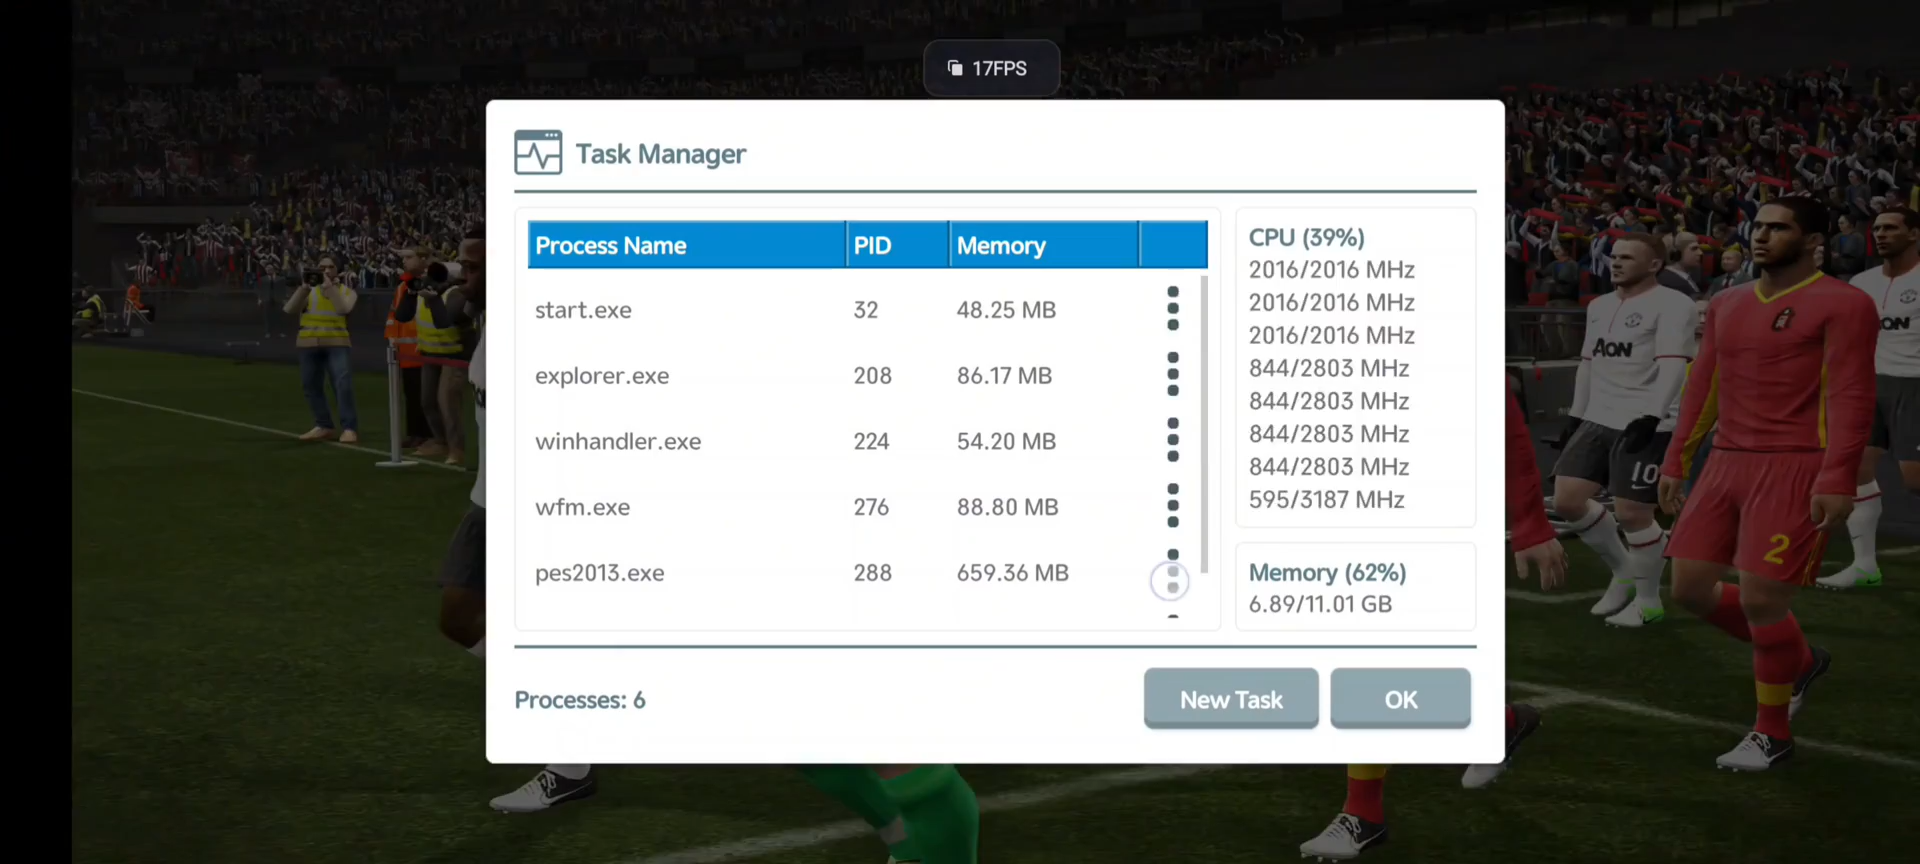 17FPS
Task Manager
Process Name PID Memory
start.exe 32 48.25 MB
explorer.exe 208 86.17 MB
winhandler.exe 224 54.20 MB
wfm.exe 276 88.80 MB
pes2013.exe 288 659.36 MB
CPU (39%)
2016/2016 MHz
2016/2016 MHz
2016/2016 MHz
844/2803 MHz
844/2803 MHz
844/2803 MHz
844/2803 MHz
595/3187 MHz
Memory (62%)
6.89/11.01 GB
Processes: 6
New Task
OK
AON
10
2